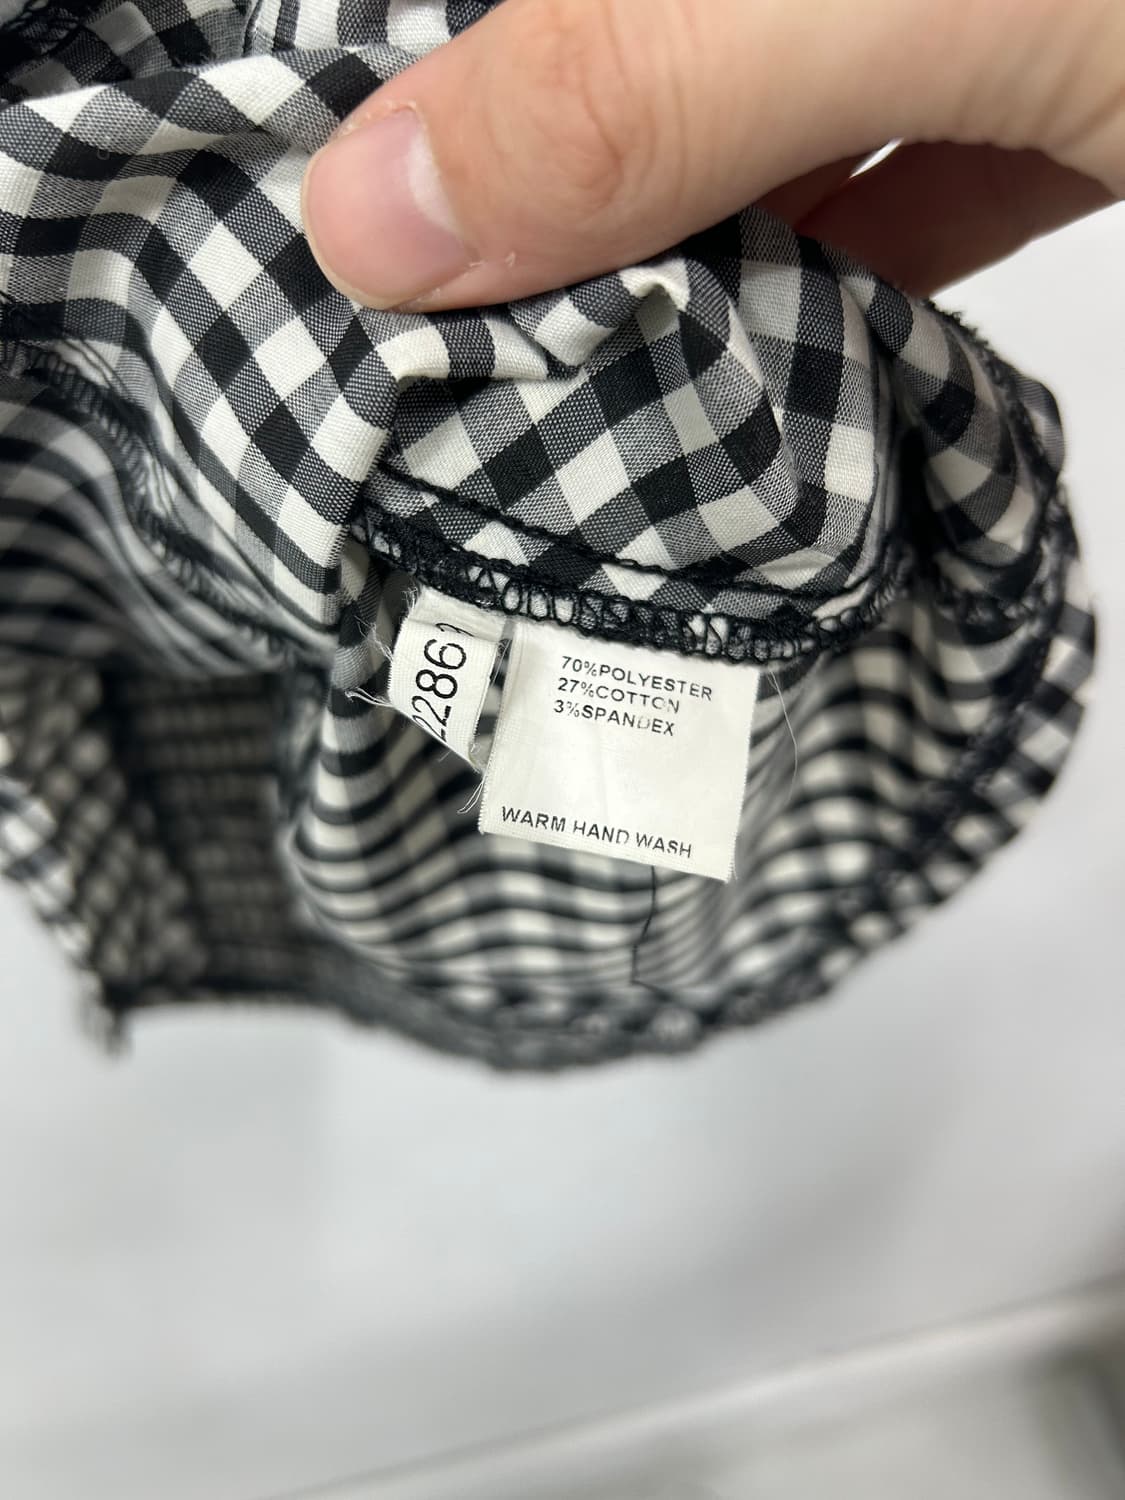 2286
70%POLYESTER
27%COTTON
3%SPANDEX
WARM HAND WASH